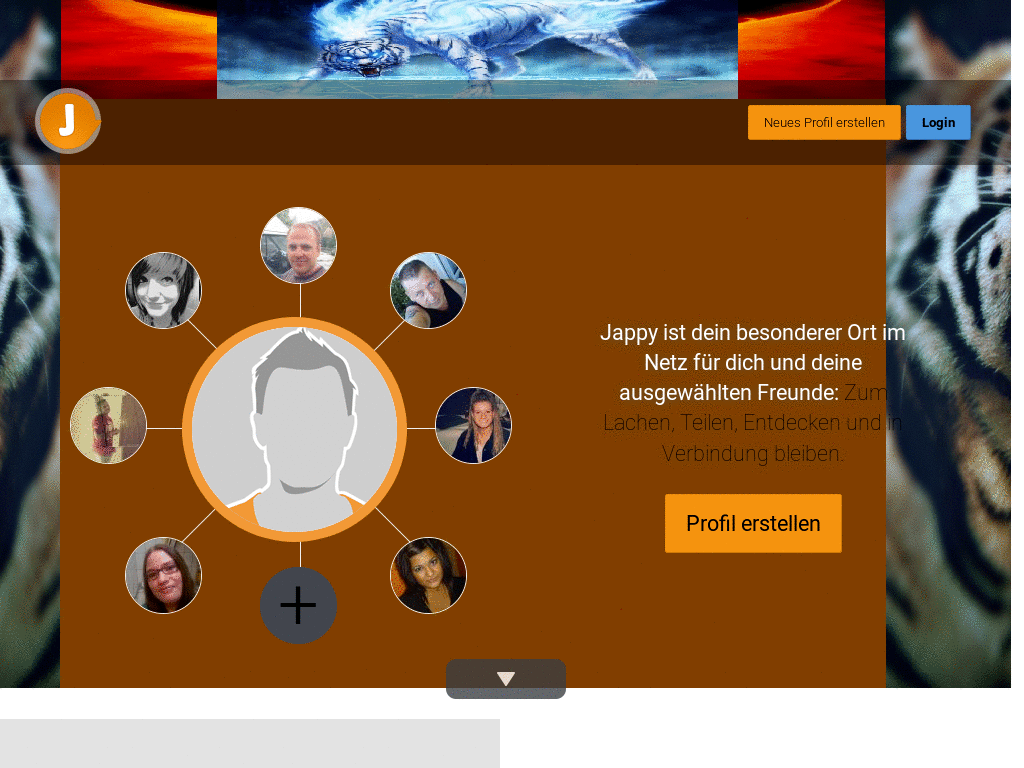 J
Neues Profil erstellen
Login
Jappy ist dein besonderer Ort im
Netz für dich und deine
ausgewählten Freunde: Zum
Lachen, Teilen, Entdecken und in
Verbindung bleiben.
Profil erstellen